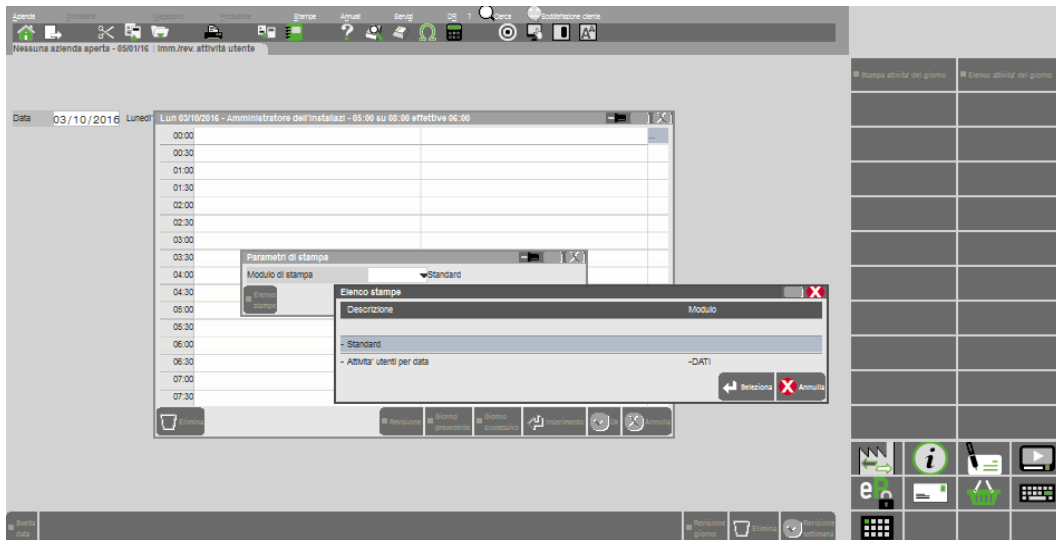 Aziende Contabilità Magazzino Produzione Stampe Annuali Servizi DR ? Cerca Soddisfazione cliente
Nessuna azienda aperta - 05/01/16 | Imm./rev. attività utente
Stampa attivita' del giorno
Elenco attivita' del giorno
Data 03/10/2016 Lunedi'
Lun 03/10/2016 - Amministratore dell'installazi - 05:00 su 08:00 effettive 06:00
00:00
...
00:30
01:00
01:30
02:00
02:30
03:00
03:30
04:00
04:30
05:00
05:30
06:00
06:30
07:00
07:30
Parametri di stampa
Modulo di stampa Standard
Elenco
stampe
Elenco stampe
Descrizione Modulo
- Standard
- Attivita' utenti per data -DATI
Seleziona
Annulla
Elimina
Revisione
Giorno
precedente
Giorno
successivo
Inserimento
Ok
Annulla
Scelta
data
Revisione
giorno
Elimina
Revisione
settimana